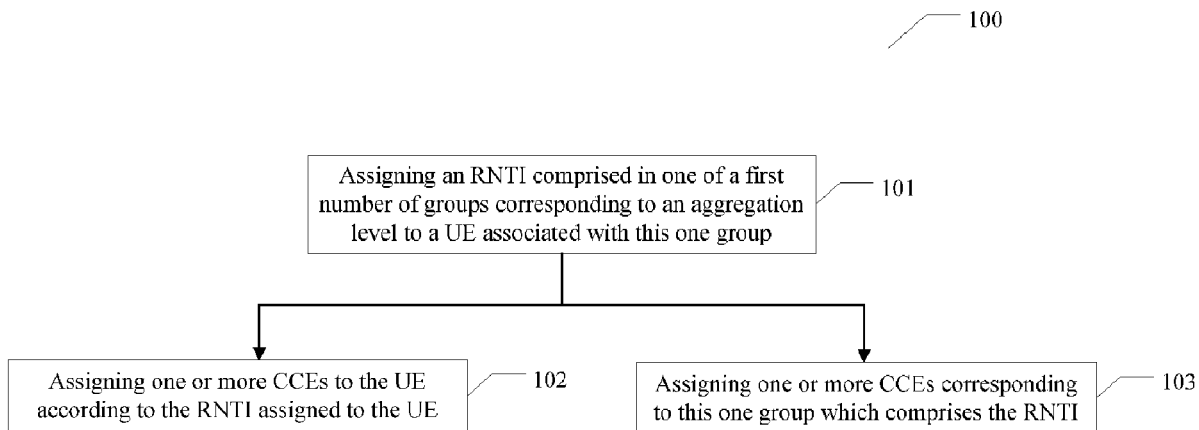 100
Assigning an RNTI comprised in one of a first
number of groups corresponding to an aggregation
level to a UE associated with this one group
101
Assigning one or more CCEs to the UE
according to the RNTI assigned to the UE
102
Assigning one or more CCEs corresponding
to this one group which comprises the RNTI
103